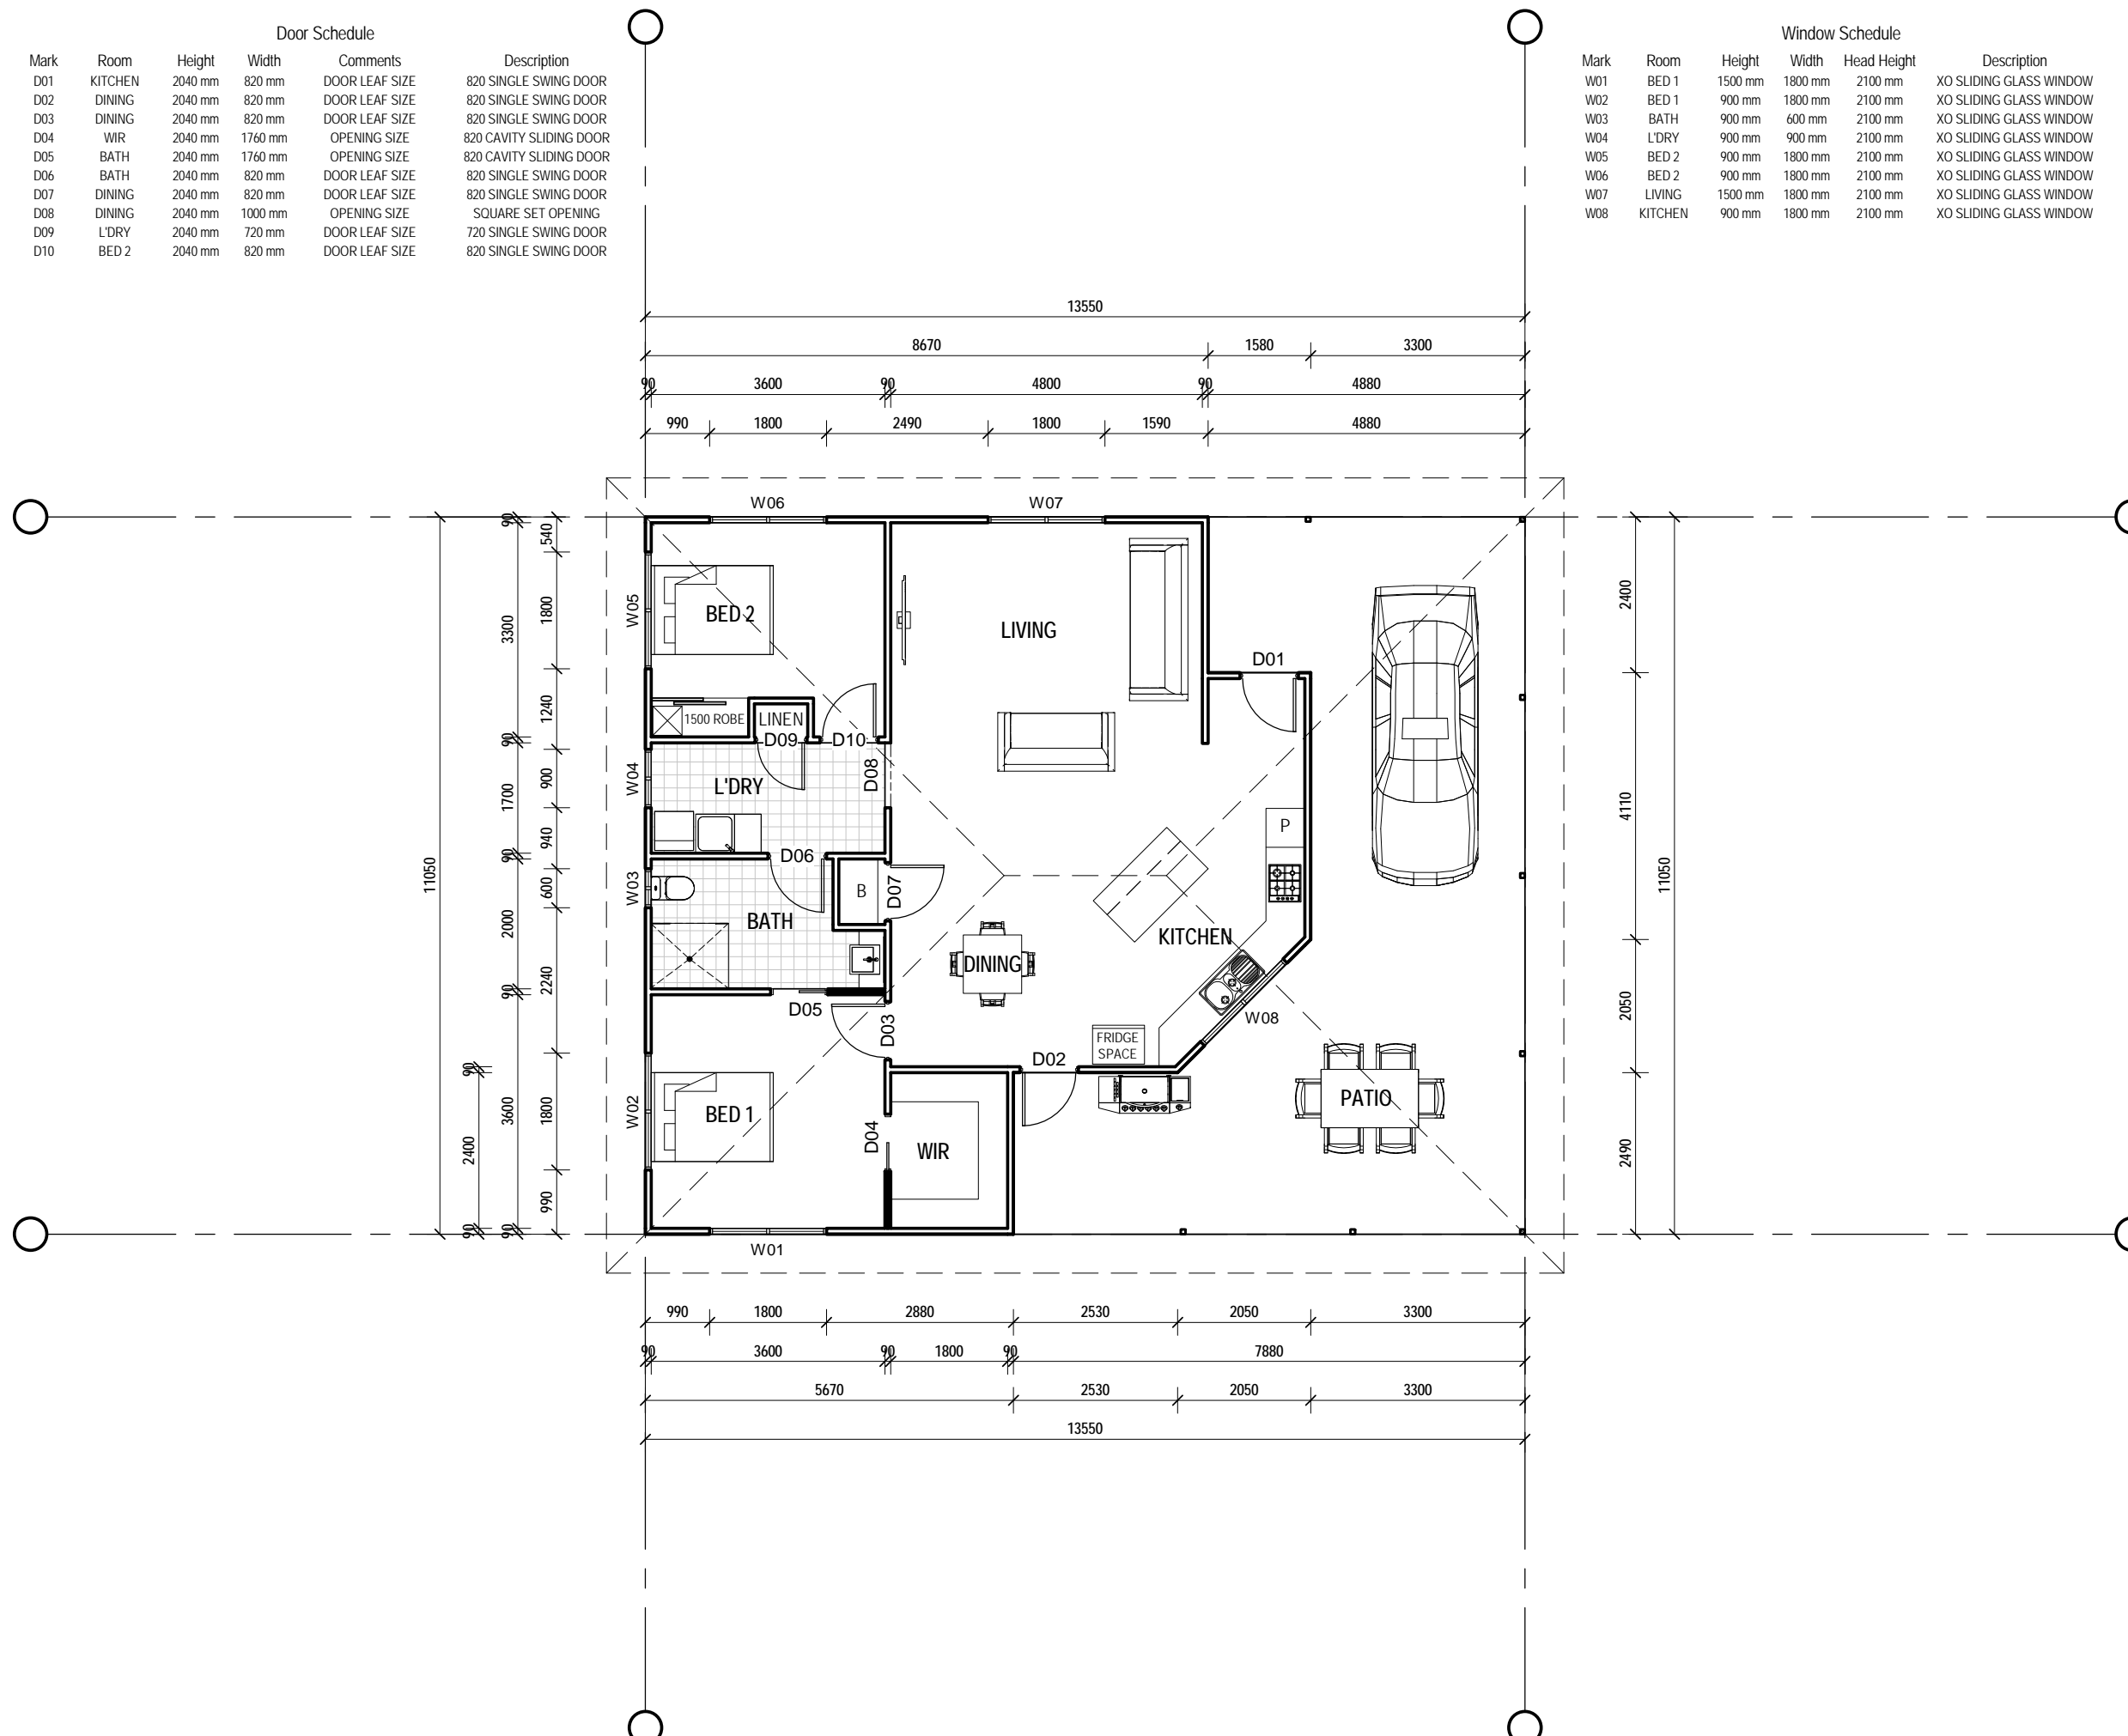 Door Schedule
Mark Room Height Width Comments Description
D01 KITCHEN 2040 mm 820 mm DOOR LEAF SIZE 820 SINGLE SWING DOOR
D02 DINING 2040 mm 820 mm DOOR LEAF SIZE 820 SINGLE SWING DOOR
D03 DINING 2040 mm 820 mm DOOR LEAF SIZE 820 SINGLE SWING DOOR
D04 WIR 2040 mm 1760 mm OPENING SIZE 820 CAVITY SLIDING DOOR
D05 BATH 2040 mm 1760 mm OPENING SIZE 820 CAVITY SLIDING DOOR
D06 BATH 2040 mm 820 mm DOOR LEAF SIZE 820 SINGLE SWING DOOR
D07 DINING 2040 mm 820 mm DOOR LEAF SIZE 820 SINGLE SWING DOOR
D08 DINING 2040 mm 1000 mm OPENING SIZE SQUARE SET OPENING
D09 L'DRY 2040 mm 720 mm DOOR LEAF SIZE 720 SINGLE SWING DOOR
D10 BED 2 2040 mm 820 mm DOOR LEAF SIZE 820 SINGLE SWING DOOR
Window Schedule
Mark Room Height Width Head Height Description
W01 BED 1 1500 mm 1800 mm 2100 mm XO SLIDING GLASS WINDOW
W02 BED 1 900 mm 1800 mm 2100 mm XO SLIDING GLASS WINDOW
W03 BATH 900 mm 600 mm 2100 mm XO SLIDING GLASS WINDOW
W04 L'DRY 900 mm 900 mm 2100 mm XO SLIDING GLASS WINDOW
W05 BED 2 900 mm 1800 mm 2100 mm XO SLIDING GLASS WINDOW
W06 BED 2 900 mm 1800 mm 2100 mm XO SLIDING GLASS WINDOW
W07 LIVING 1500 mm 1800 mm 2100 mm XO SLIDING GLASS WINDOW
W08 KITCHEN 900 mm 1800 mm 2100 mm XO SLIDING GLASS WINDOW
13550
8670 1580 3300
90 3600 90 4800 90 4880
990 1800 2490 1800 1590 4880
W06 W07
11050
90 2400 90
90 3300 90 1700 90 2000 90 3600 90
540 1800 1240 900 940 600 2240 1800 990
W05
W04
W03
W02
BED 2
LIVING
D01
1500 ROBE
LINEN
D09 D10
D08
L'DRY
P
D06
B
D07
BATH
KITCHEN
DINING
D05
D03
W08
FRIDGE
SPACE
D02
BED 1
D04
WIR
PATIO
W01
2400 4110 2050 2490
11050
990 1800 2880 2530 2050 3300
90 3600 90 1800 90 7880
5670 2530 2050 3300
13550